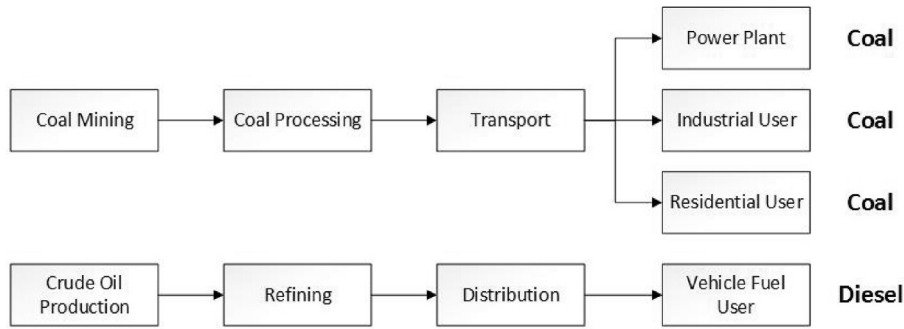 Power Plant
Coal
Coal Mining
Coal Processing
Transport
Industrial User
Coal
Residential User
Coal
Crude Oil
Production
Refining
Distribution
Vehicle Fuel
User
Diesel